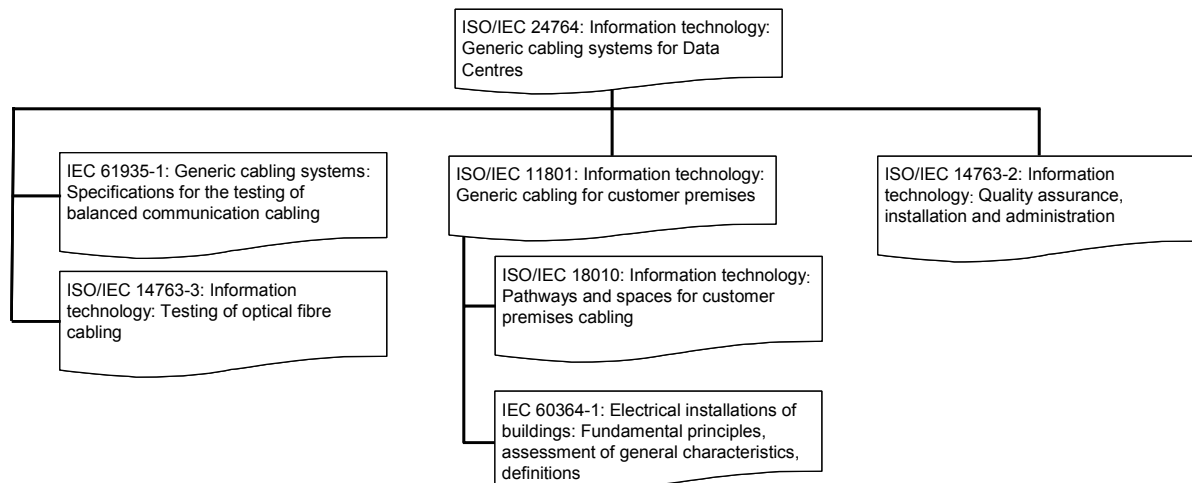 ISO/IEC 24764: Information technology:
Generic cabling systems for Data
Centres
IEC 61935-1: Generic cabling systems:
Specifications for the testing of
balanced communication cabling
ISO/IEC 14763-3: Information
technology: Testing of optical fibre
cabling
ISO/IEC 11801: Information technology:
Generic cabling for customer premises
ISO/IEC 18010: Information technology:
Pathways and spaces for customer
premises cabling
IEC 60364-1: Electrical installations of
buildings: Fundamental principles,
assessment of general characteristics,
definitions
ISO/IEC 14763-2: Information
technology: Quality assurance,
installation and administration